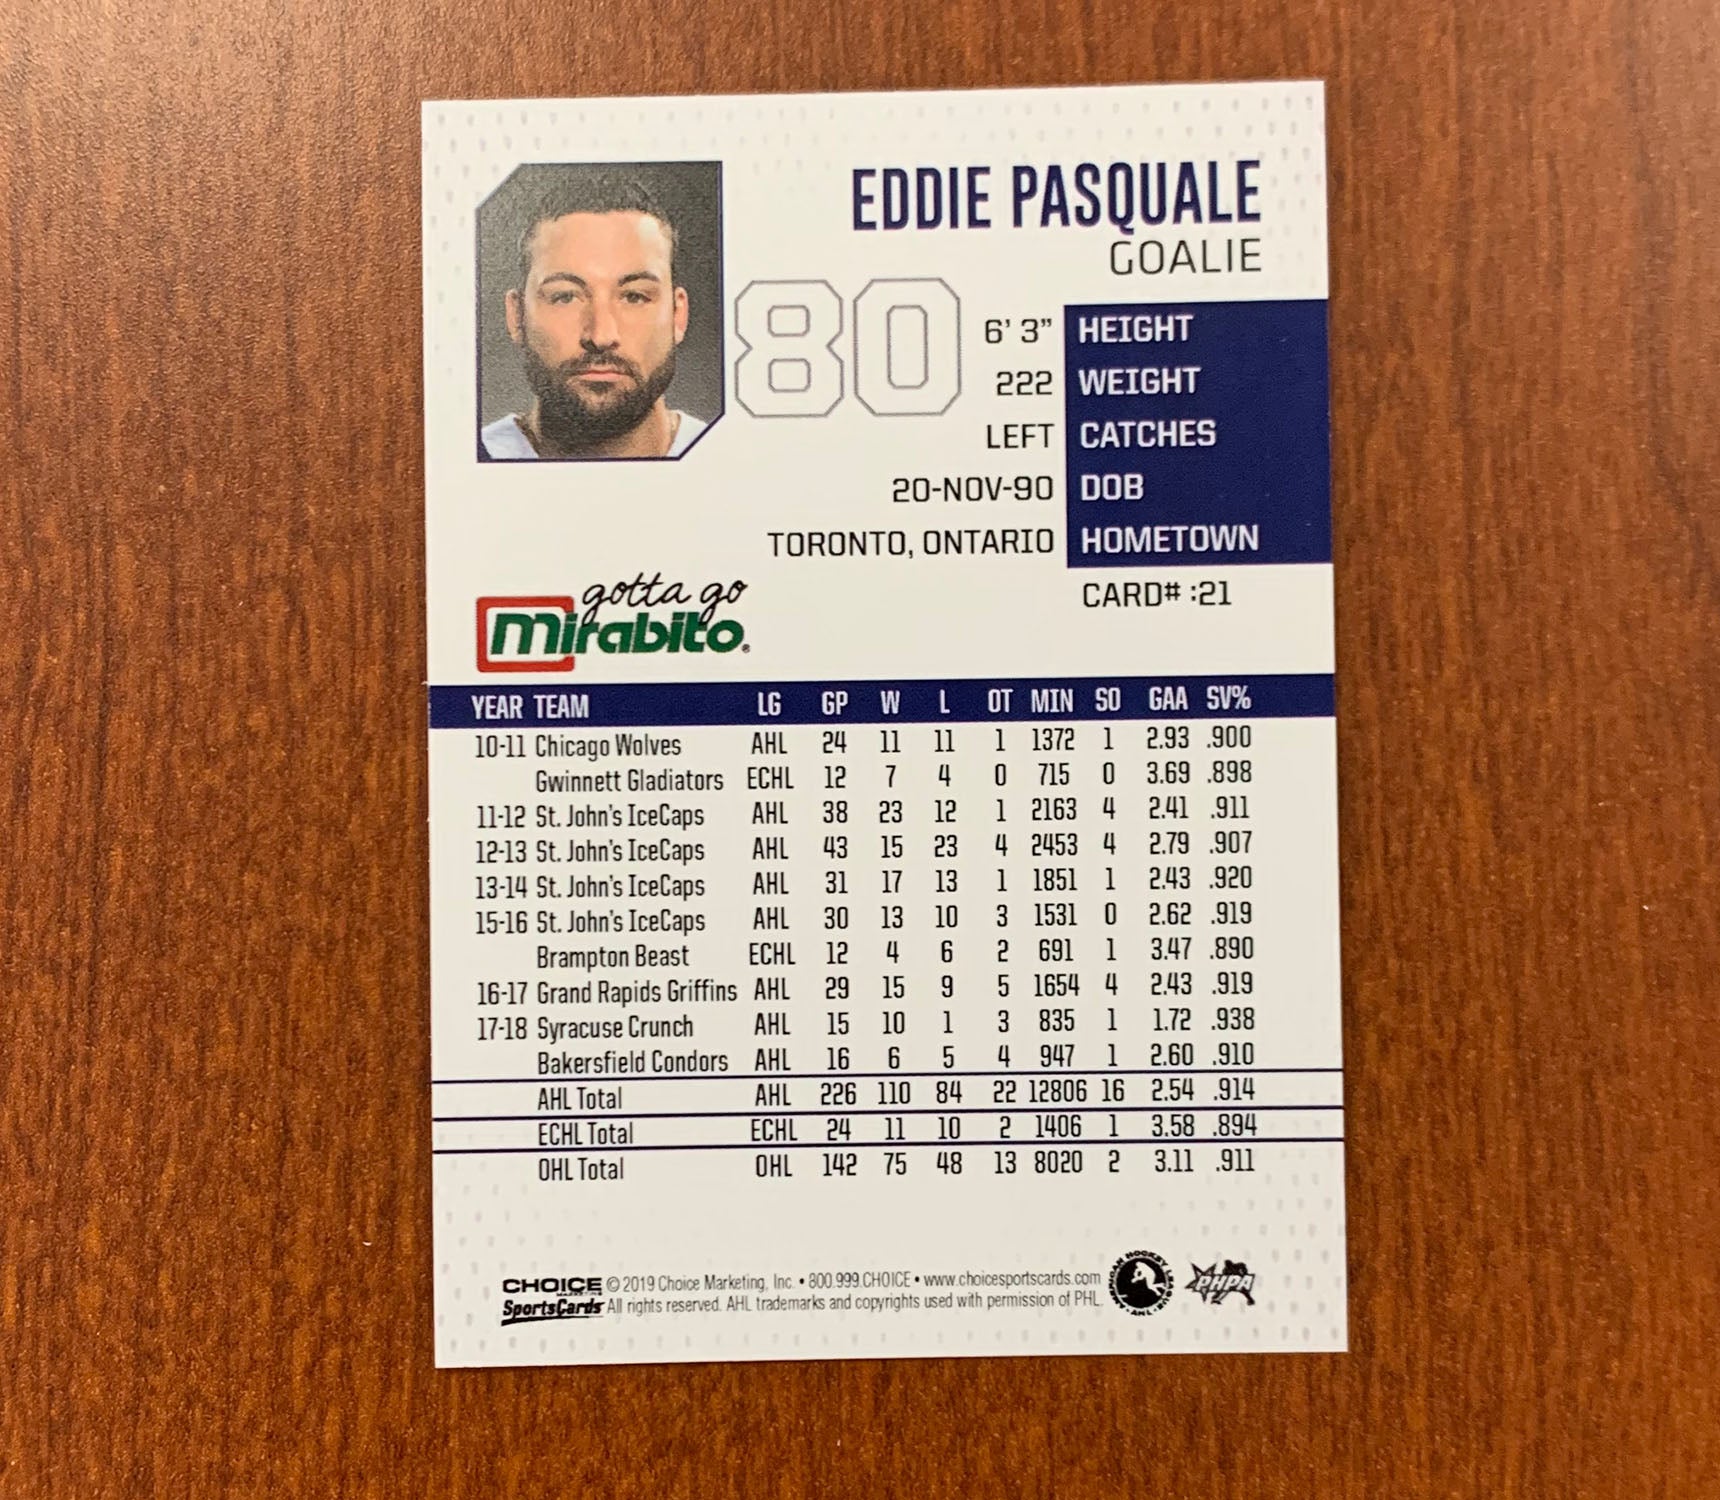 EDDIE PASQUALE
GOALIE
80
6' 3" HEIGHT
222 WEIGHT
LEFT CATCHES
20-NOV-90 DOB
TORONTO, ONTARIO HOMETOWN
CARD# :21
gotta go
mirabito®
YEAR TEAM LG GP W L OT MIN SO GAA SV%
10-11 Chicago Wolves AHL 24 11 11 1 1372 1 2.93 .900
Gwinnett Gladiators ECHL 12 7 4 0 715 0 3.69 .898
11-12 St. John's IceCaps AHL 38 23 12 1 2163 4 2.41 .911
12-13 St. John's IceCaps AHL 43 15 23 4 2453 4 2.79 .907
13-14 St. John's IceCaps AHL 31 17 13 1 1851 1 2.43 .920
15-16 St. John's IceCaps AHL 30 13 10 3 1531 0 2.62 .919
Brampton Beast ECHL 12 4 6 2 691 1 3.47 .890
16-17 Grand Rapids Griffins AHL 29 15 9 5 1654 4 2.43 .919
17-18 Syracuse Crunch AHL 15 10 1 3 835 1 1.72 .938
Bakersfield Condors AHL 16 6 5 4 947 1 2.60 .910
AHL Total AHL 226 110 84 22 12806 16 2.54 .914
ECHL Total ECHL 24 11 10 2 1406 1 3.58 .894
OHL Total OHL 142 75 48 13 8020 2 3.11 .911
CHOICE MARKETING © 2019 Choice Marketing, Inc. • 800.999.CHOICE • www.choicesportscards.com
SportsCards All rights reserved. AHL trademarks and copyrights used with permission of PHL.
AMERICAN HOCKEY LEAGUE
AHL
PHPA